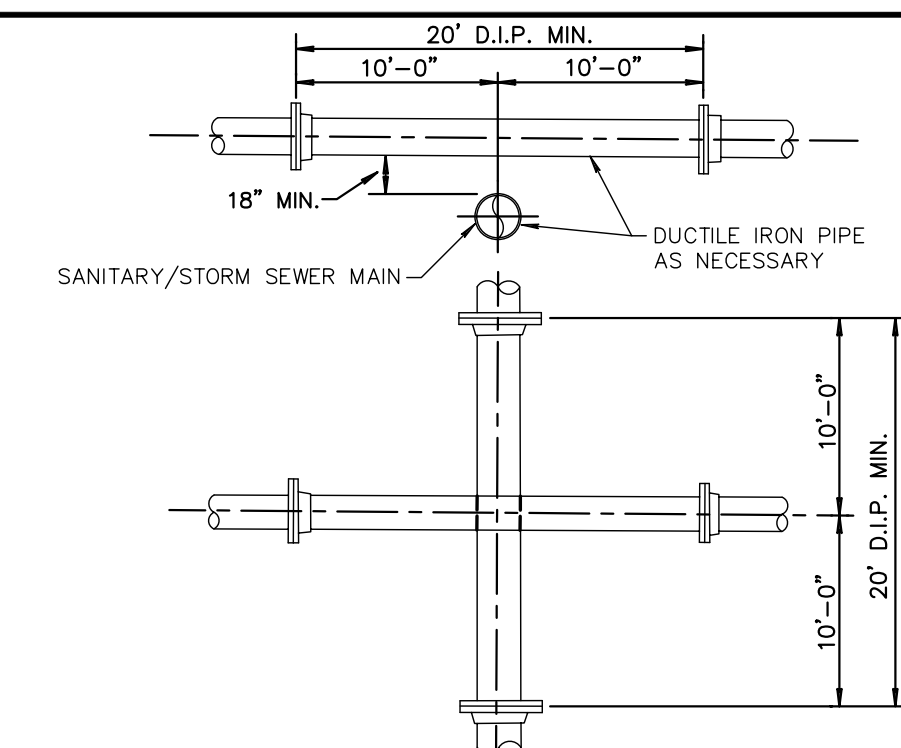 20' D.I.P. MIN.
10'-0" 10'-0"
18" MIN.
DUCTILE IRON PIPE
AS NECESSARY
SANITARY/STORM SEWER MAIN
10'-0"
20' D.I.P. MIN.
10'-0"